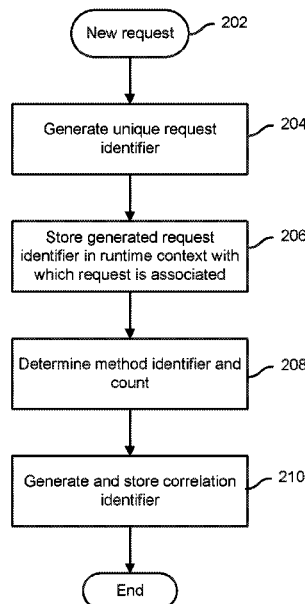 New request
202
Generate unique request
identifier
204
Store generated request
identifier in runtime context with
which request is associated
206
Determine method identifier and
count
208
Generate and store correlation
identifier
210
End